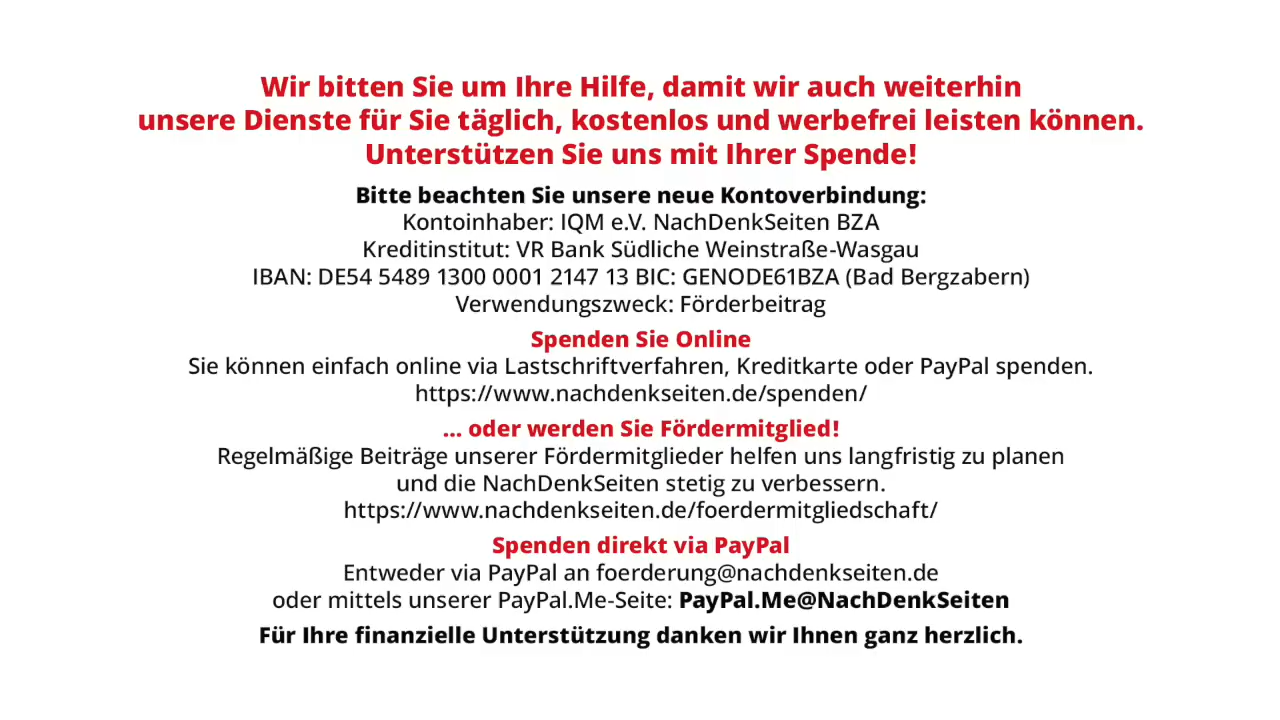 Wir bitten Sie um Ihre Hilfe, damit wir auch weiterhin
unsere Dienste für Sie täglich, kostenlos und werbefrei leisten können.
Unterstützen Sie uns mit Ihrer Spende!
Bitte beachten Sie unsere neue Kontoverbindung:
Kontoinhaber: IQM e.V. NachDenkSeiten BZA
Kreditinstitut: VR Bank Südliche Weinstraße-Wasgau
IBAN: DE54 5489 1300 0001 2147 13 BIC: GENODE61BZA (Bad Bergzabern)
Verwendungszweck: Förderbeitrag
Spenden Sie Online
Sie können einfach online via Lastschriftverfahren, Kreditkarte oder PayPal spenden.
https://www.nachdenkseiten.de/spenden/
... oder werden Sie Fördermitglied!
Regelmäßige Beiträge unserer Fördermitglieder helfen uns langfristig zu planen
und die NachDenkSeiten stetig zu verbessern.
https://www.nachdenkseiten.de/foerdermitgliedschaft/
Spenden direkt via PayPal
Entweder via PayPal an foerderung@nachdenkseiten.de
oder mittels unserer PayPal.Me-Seite: PayPal.Me@NachDenkSeiten
Für Ihre finanzielle Unterstützung danken wir Ihnen ganz herzlich.